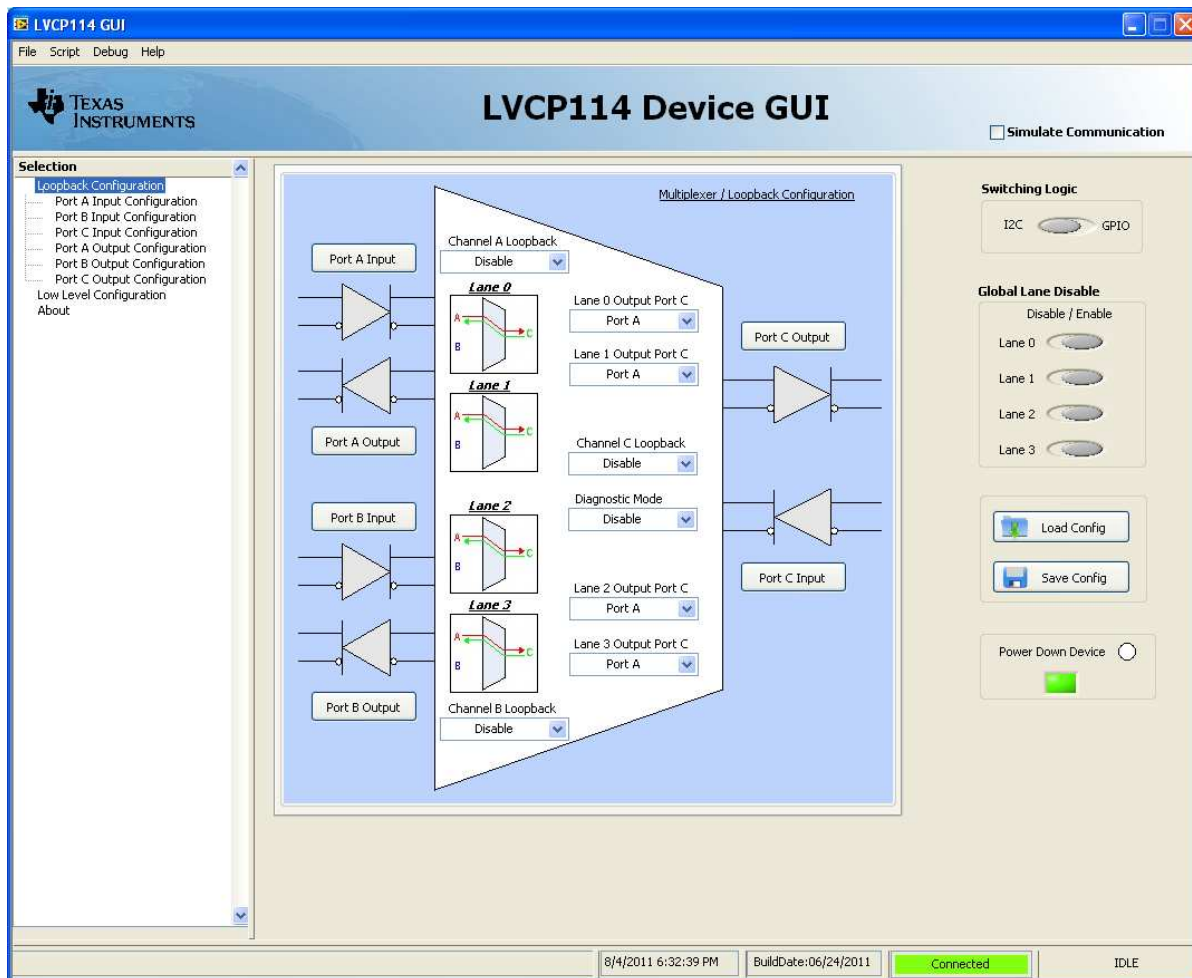 LVCP114 GUI
File Script Debug Help
TEXAS
INSTRUMENTS
LVCP114 Device GUI
Simulate Communication
Selection
Loopback Configuration
Port A Input Configuration
Port B Input Configuration
Port C Input Configuration
Port A Output Configuration
Port B Output Configuration
Port C Output Configuration
Low Level Configuration
About
Multiplexer / Loopback Configuration
Channel A Loopback
Disable
Port A Input
Lane 0
A
B
C
Lane 0 Output Port C
Port A
Port C Output
Lane 1 Output Port C
Port A
Lane 1
A
B
C
Port A Output
Channel C Loopback
Disable
Port B Input
Lane 2
A
B
C
Diagnostic Mode
Disable
Port C Input
Lane 2 Output Port C
Port A
Lane 3
A
B
C
Lane 3 Output Port C
Port A
Port B Output
Channel B Loopback
Disable
Switching Logic
I2C GPIO
Global Lane Disable
Disable / Enable
Lane 0
Lane 1
Lane 2
Lane 3
Load Config
Save Config
Power Down Device
8/4/2011 6:32:39 PM BuildDate:06/24/2011 Connected IDLE